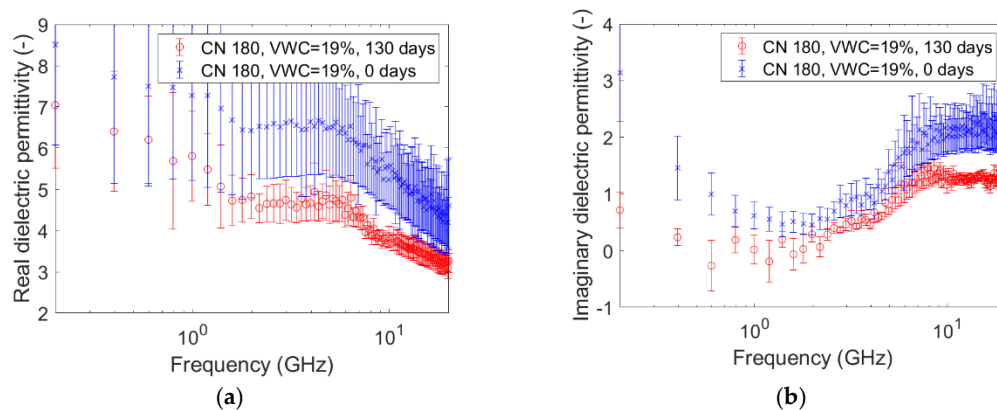 9
8
7
6
5
4
3
2
Real dielectric permittivity (-)
CN 180, VWC=19%, 130 days
CN 180, VWC=19%, 0 days
10^0
10^1
Frequency (GHz)
(a)
4
3
2
1
0
-1
Imaginary dielectric permittivity (-)
CN 180, VWC=19%, 130 days
CN 180, VWC=19%, 0 days
10^0
10^1
Frequency (GHz)
(b)